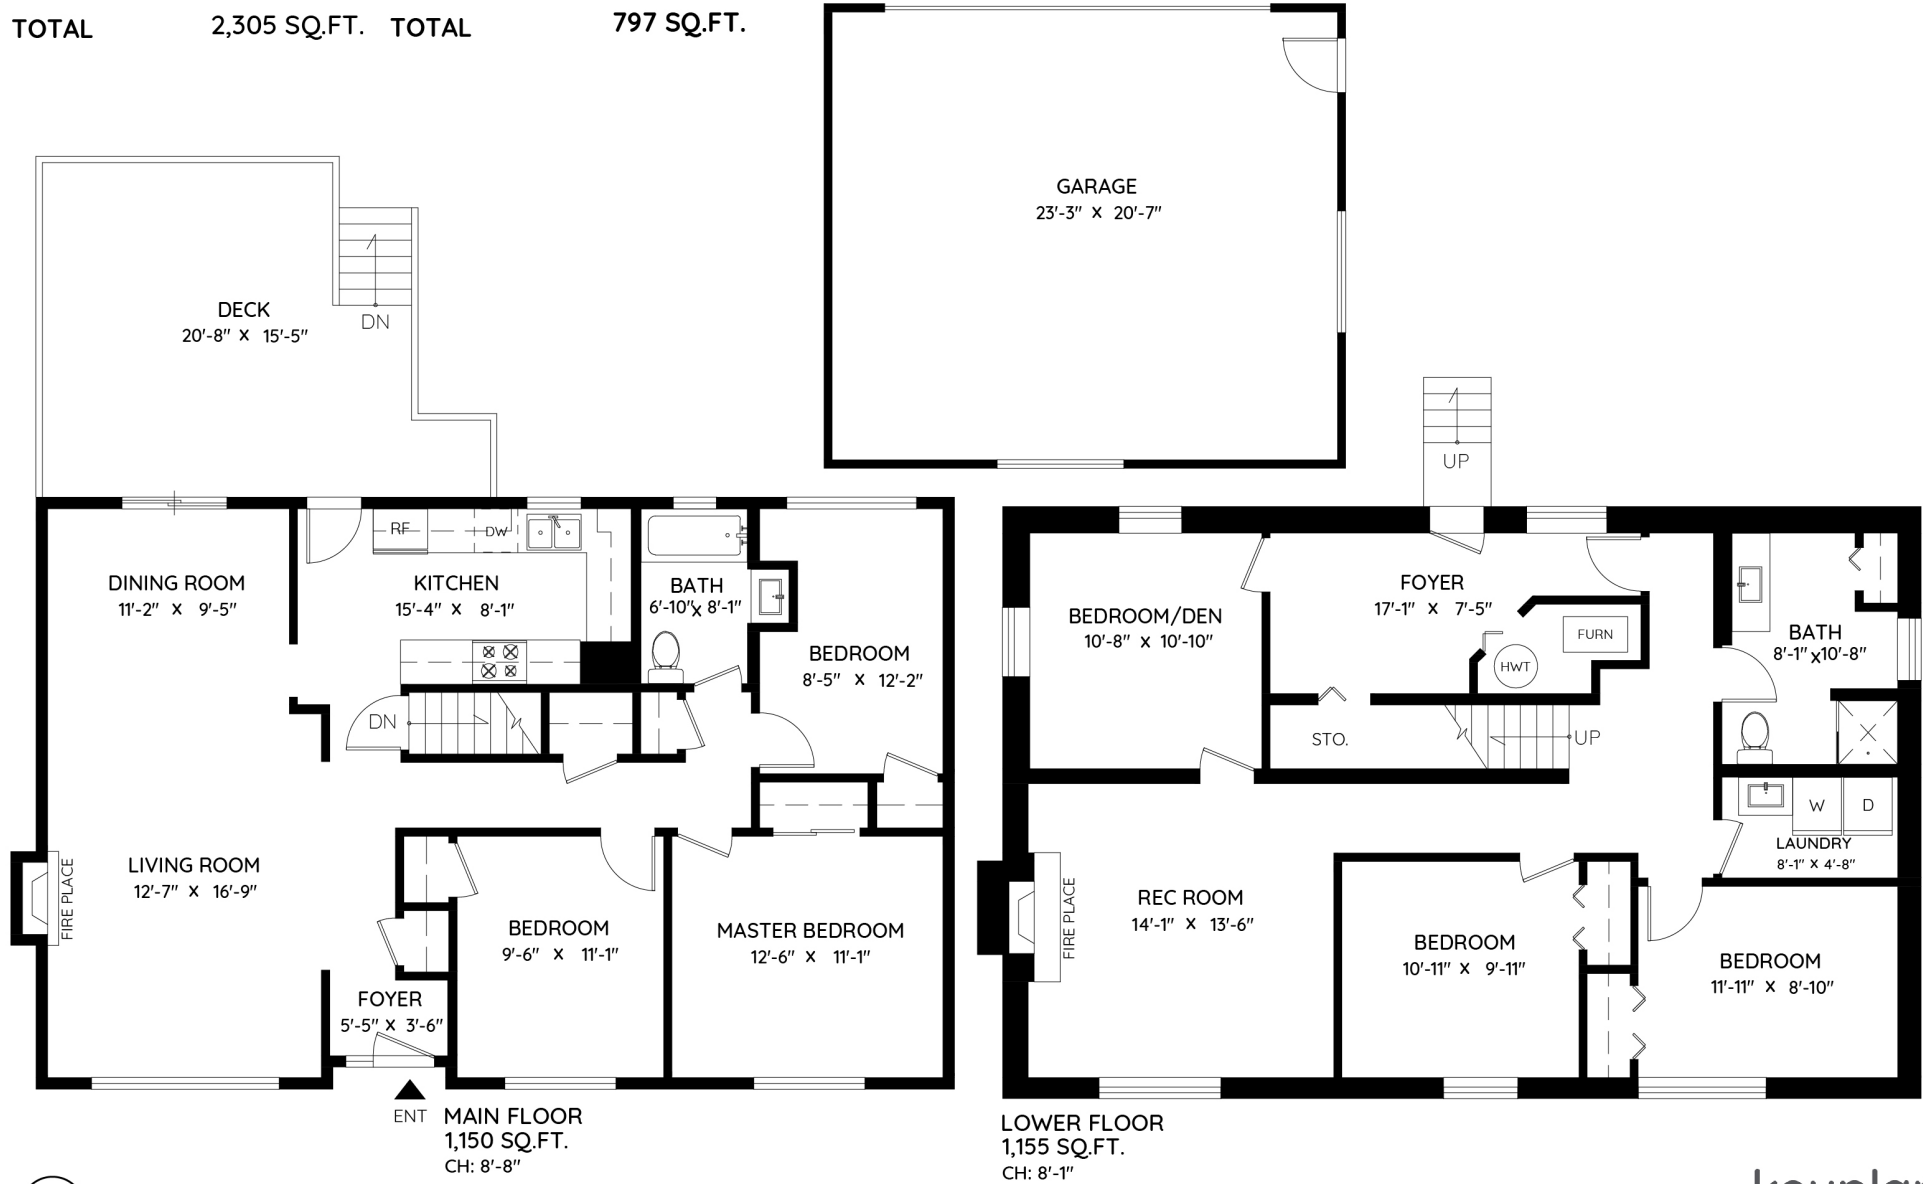 TOTAL 2,305 SQ.FT. TOTAL 797 SQ.FT.
GARAGE
23'-3" X 20'-7"
DECK
20'-8" X 15'-5"
DN
UP
DINING ROOM
11'-2" X 9'-5"
RF
DW
KITCHEN
15'-4" X 8'-1"
BATH
6'-10" X 8'-1"
BEDROOM
8'-5" X 12'-2"
DN
LIVING ROOM
12'-7" X 16'-9"
FIRE PLACE
BEDROOM
9'-6" X 11'-1"
MASTER BEDROOM
12'-6" X 11'-1"
FOYER
5'-5" X 3'-6"
ENT
MAIN FLOOR
1,150 SQ.FT.
CH: 8'-8"
BEDROOM/DEN
10'-8" X 10'-10"
FOYER
17'-1" X 7'-5"
FURN
HWT
BATH
8'-1" X 10'-8"
STO.
UP
W
D
LAUNDRY
8'-1" X 4'-8"
REC ROOM
14'-1" X 13'-6"
FIRE PLACE
BEDROOM
10'-11" X 9'-11"
BEDROOM
11'-11" X 8'-10"
LOWER FLOOR
1,155 SQ.FT.
CH: 8'-1"